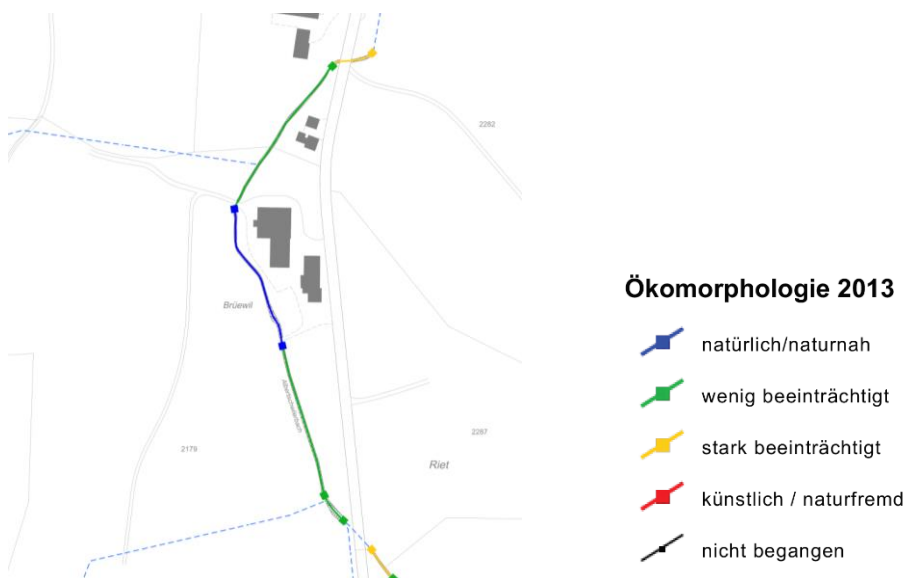 2282
Brüewil
2179
2287
Riet
Ökomorphologie 2013
natürlich/naturnah
wenig beeinträchtigt
stark beeinträchtigt
künstlich / naturfremd
nicht begangen